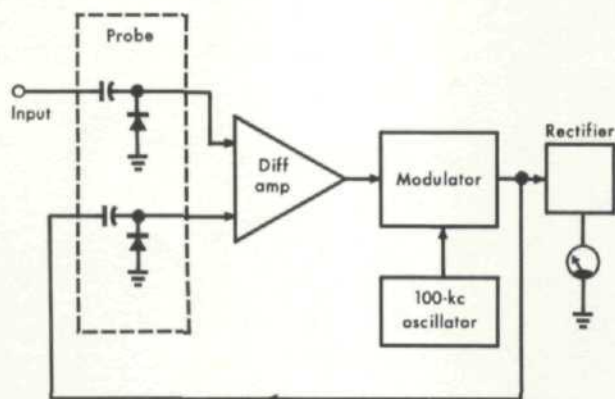 Probe
Input
Diff
amp
Modulator
Rectifier
100-kc
oscillator